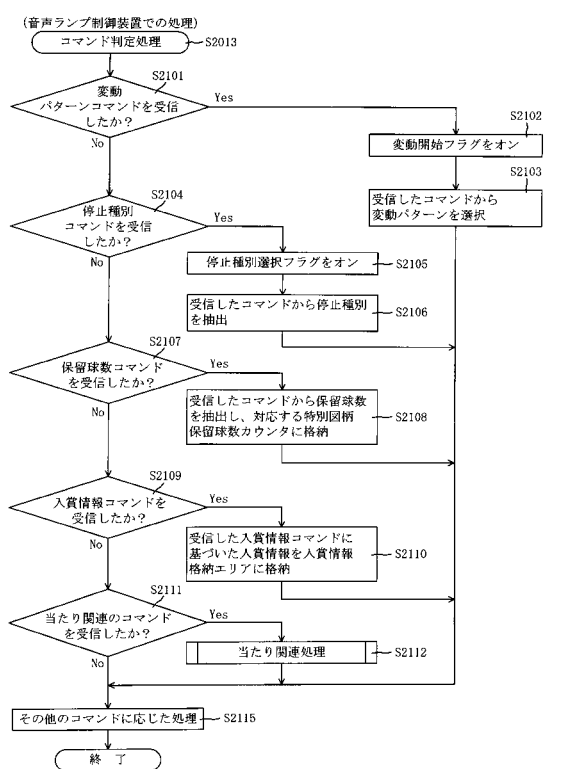 (音声ランプ制御装置での処理)
コマンド判定処理
S2013
S2101
変動
パターンコマンドを受信
したか?
Yes
No
S2102
変動開始フラグをオン
S2103
受信したコマンドから
変動パターンを選択
S2104
停止種別
コマンドを受信
したか?
Yes
No
停止種別選択フラグをオン
S2105
受信したコマンドから停止種別
を抽出
S2106
S2107
保留球数コマンド
を受信したか?
Yes
No
受信したコマンドから保留球数
を抽出し、対応する特別図柄
保留球数カウンタに格納
S2108
S2109
入賞情報コマンドを
受信したか?
Yes
No
受信した入賞情報コマンドに
基づいた入賞情報を入賞情報
格納エリアに格納
S2110
S2111
当たり関連のコマンド
を受信したか?
Yes
No
当たり関連処理
S2112
その他のコマンドに応じた処理
S2115
終 了